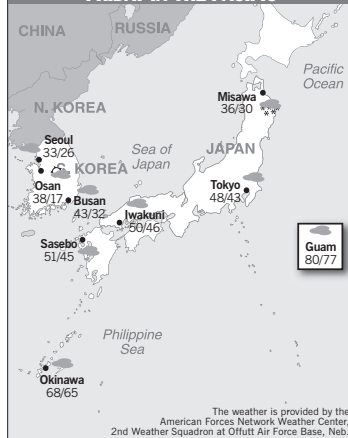 CHINA
RUSSIA
Pacific
Ocean
Misawa
36/30
N. KOREA
Seoul
33/26
Sea of
Japan
JAPAN
S. KOREA
Osan
38/17
Busan
43/32
Tokyo
48/43
Iwakuni
50/46
Sasebo
51/45
Guam
80/77
Philippine
Sea
Okinawa
68/65
The weather is provided by the
American Forces Network Weather Center,
2nd Weather Squadron at Offutt Air Force Base, Neb.